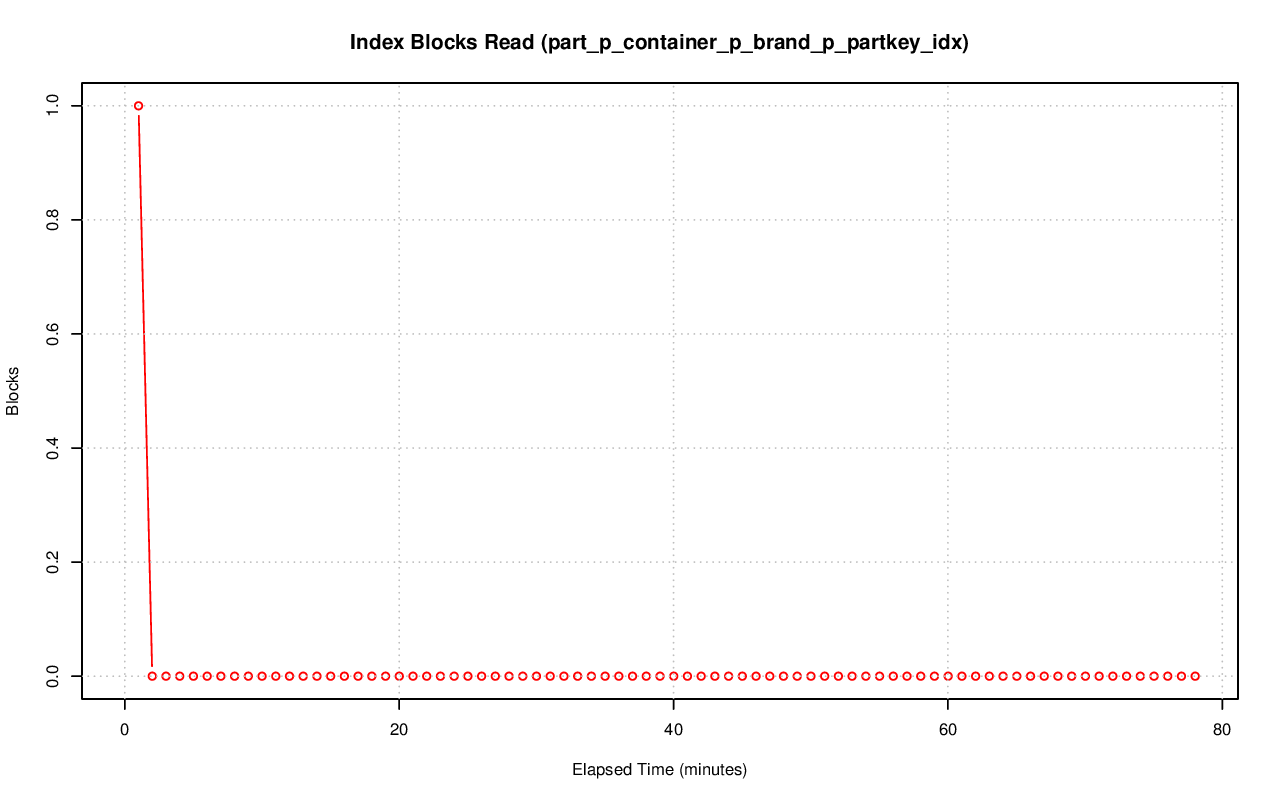 Index Blocks Read (part_p_container_p_brand_p_partkey_idx)
1.0
0.8
0.6
0.4
0.2
0.0
Blocks
0 20 40 60 80
Elapsed Time (minutes)